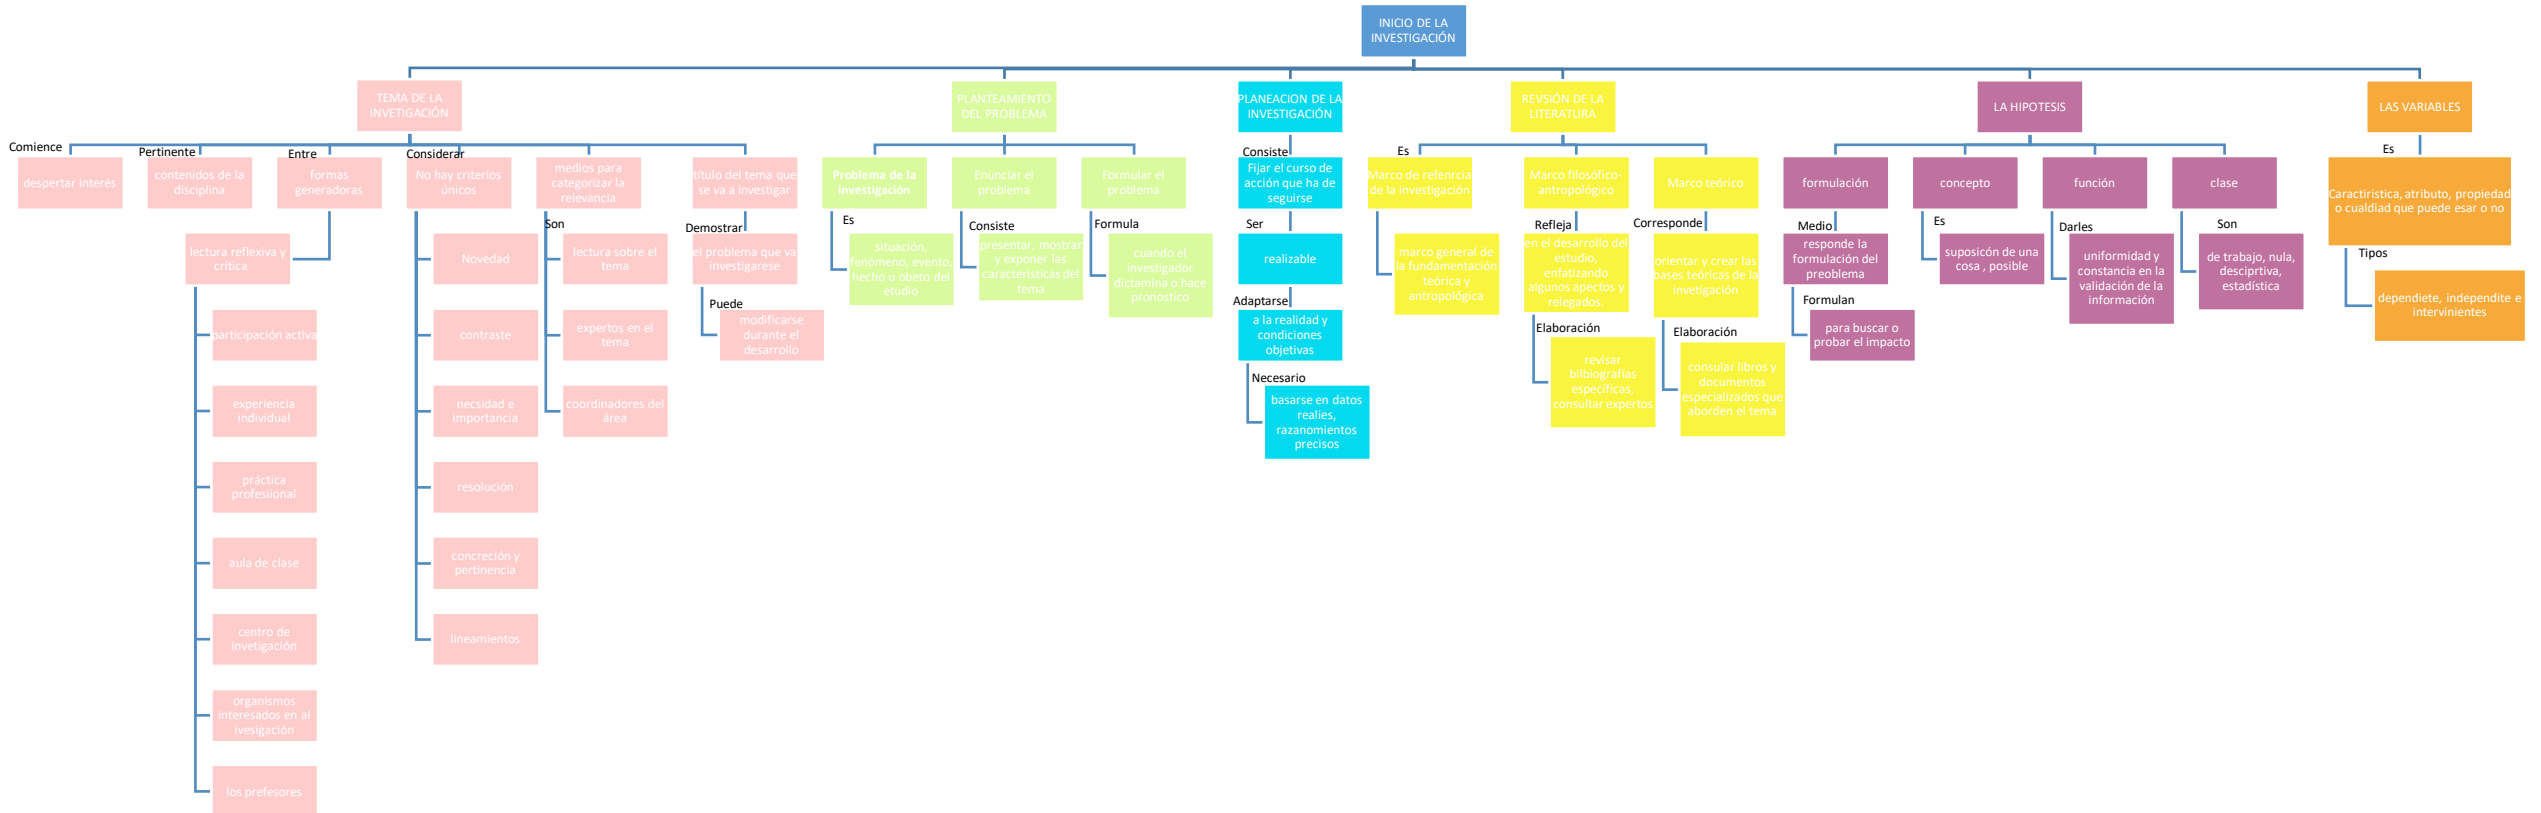 INICIO DE LA
INVESTIGACIÓN
TEMA DE LA
INVETIGACIÓN
PLANTEAMIENTO
DEL PROBLEMA
PLANEACION DE LA
INVESTIGACIÓN
REVSIÓN DE LA
LITERATURA
LA HIPOTESIS
LAS VARIABLES
Comience
despertar interés
Pertinente
contenidos de la
disciplina
Entre
formas
generadoras
lectura reflexiva y
crítica
participación activa
experiencia
individual
práctica
profesiional
aula de clase
centro de
invetigación
organismos
interesados en al
ivesigación
los prefesores
Considerar
No hay criterios
únicos
Novedad
contraste
necsidad e
importancia
resolución
concreción y
pertinencia
lineamientos
medios para
categorizar la
relevancia
Son
lectura sobre el
tema
expertos en el
tema
coordinadores del
área
título del tema que
se va a investigar
Demostrar
el problema que va
investigarese
Puede
modificarse
durante el
desarrollo
Problema de la
investigación
Es
situación,
fenómeno, evento,
hecho u obeto del
etudio
Enunciar el
problema
Consiste
presentar, mostrar
y exponer las
características del
tema
Formular el
problema
Formula
cuando el
investigador
dictamina o hace
pronostico
Consiste
Fijar el curso de
acción que ha de
seguirse
Ser
realizable
Adaptarse
a la realidad y
condiciones
objetivas
Necesario
basarse en datos
realies,
razanomientos
precisos
Es
Marco de refenrcia
de la investigación
marco general de
la fundamentación
teórica y
antropológica
Marco filosófico-
antropológico
Refleja
en el desarrollo del
estudio,
enfatizando
algunos apectos y
relegados.
Elaboración
revisar
bilbiografías
específicas,
consultar expertos
Marco teórico
Corresponde
orientar y crear las
bases teóricas de la
invetigación
Elaboración
consular libros y
documentos
especializados que
aborden el tema
formulación
Medio
responde la
formulación del
preoblema
Formulan
para buscar o
probar el impacto
concepto
Es
suposicón de una
cosa , posible
función
Darles
uniformidad y
constancia en la
validación de la
información
clase
Son
de trabajo, nula,
desciprtiva,
estadística
Es
Caractiristica, atributo, propiedad
o cualdiad que puede esar o no
Tipos
dependiete, independite e
intervinientes